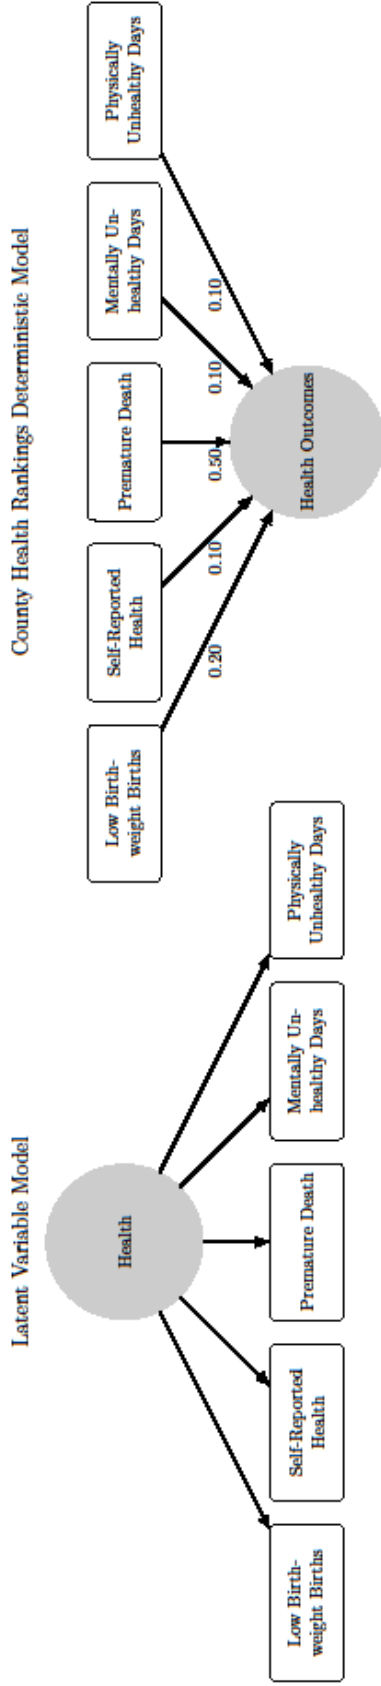 Latent Variable Model
Health
Low Birth-
weight Births
Self-Reported
Health
Premature Death
Mentally Un-
healthy Days
Physically
Unhealthy Days
County Health Rankings Deterministic Model
Low Birth-
weight Births
Self-Reported
Health
Premature Death
Mentally Un-
healthy Days
Physically
Unhealthy Days
0.20
0.10
0.50
0.10
0.10
Health Outcomes